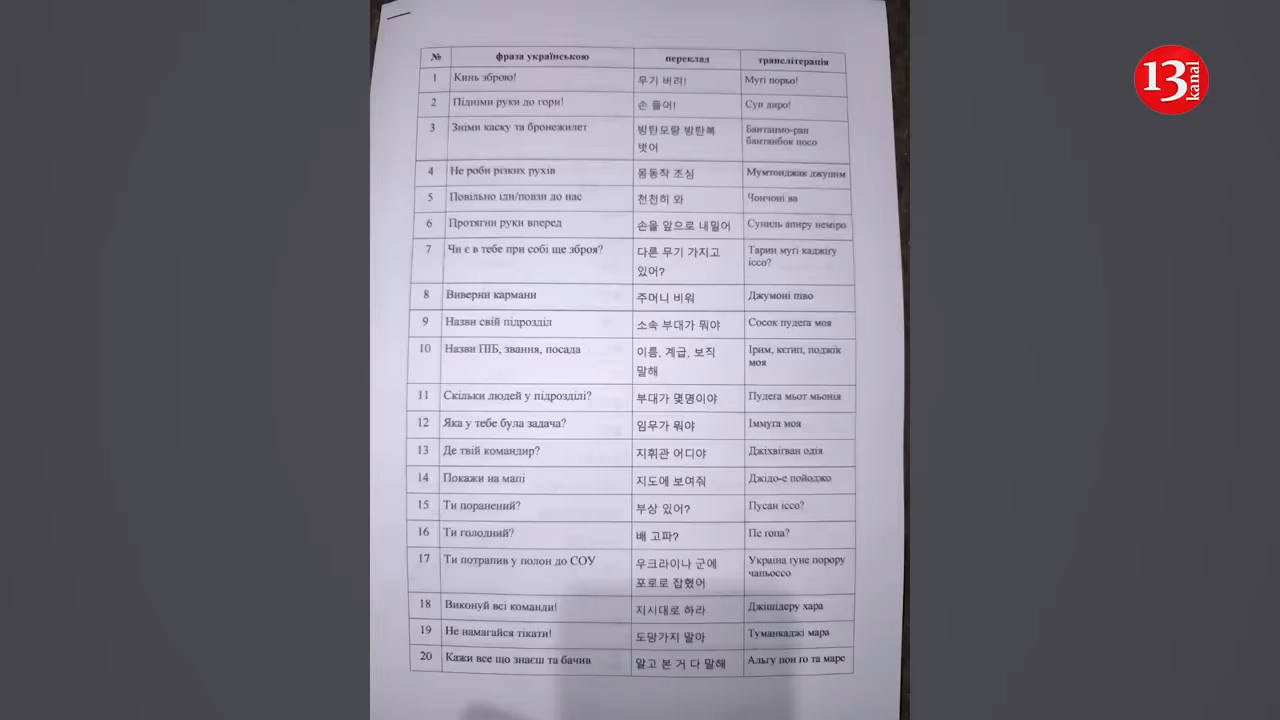 № фраза українською переклад транслітерація
1 Кинь зброю! 무기 버려! Мугі порьо!
2 Підніми руки до гори! 손 들어! Сун диро!
3 Зніми каску та бронежилет 방탄모랑 방탄복 Бантанмо-ран
벗어 бантанбок посо
4 Не роби різких рухів 몸동작 조심 Мумтонджак джушім
5 Повільно іди/повзи до нас 천천히 와 Чончоні ва
6 Протягни руки вперед 손을 앞으로 내밀어 Суниль апиру неміро
7 Чи є в тебе при собі ще зброя? 다른 무기 가지고 Тарин мугі каджігу
있어? іссо?
8 Виверни кармани 주머니 비워 Джумоні піво
9 Назви свій підрозділ 소속 부대가 뭐야 Сосок пудега моя
10 Назви ПІБ, звання, посада 이름, 계급, 보직 Ірим, кегип, поджік
말해 моя
11 Скільки людей у підрозділі? 부대가 몇명이야 Пудега мьот мьонія
12 Яка у тебе була задача? 임무가 뭐야 Іммуга моя
13 Де твій командир? 지휘관 어디야 Джіхвігван одія
14 Покажи на мапі 지도에 보여줘 Джідо-е пойоджо
15 Ти поранений? 부상 있어? Пусан іссо?
16 Ти голодний? 배 고파? Пе гопа?
17 Ти потрапив у полон до СОУ 우크라이나 군에 Україна гуне порору
포로로 잡혔어 чапьоссо
18 Виконуй всі команди! 지시대로 하라 Джишідеру хара
19 Не намагайся тікати! 도망가지 말아 Туманкаджі мара
20 Кажи все що знаєш та бачив 알고 본 거 다 말해 Альгу пон го та маре
13
kanal